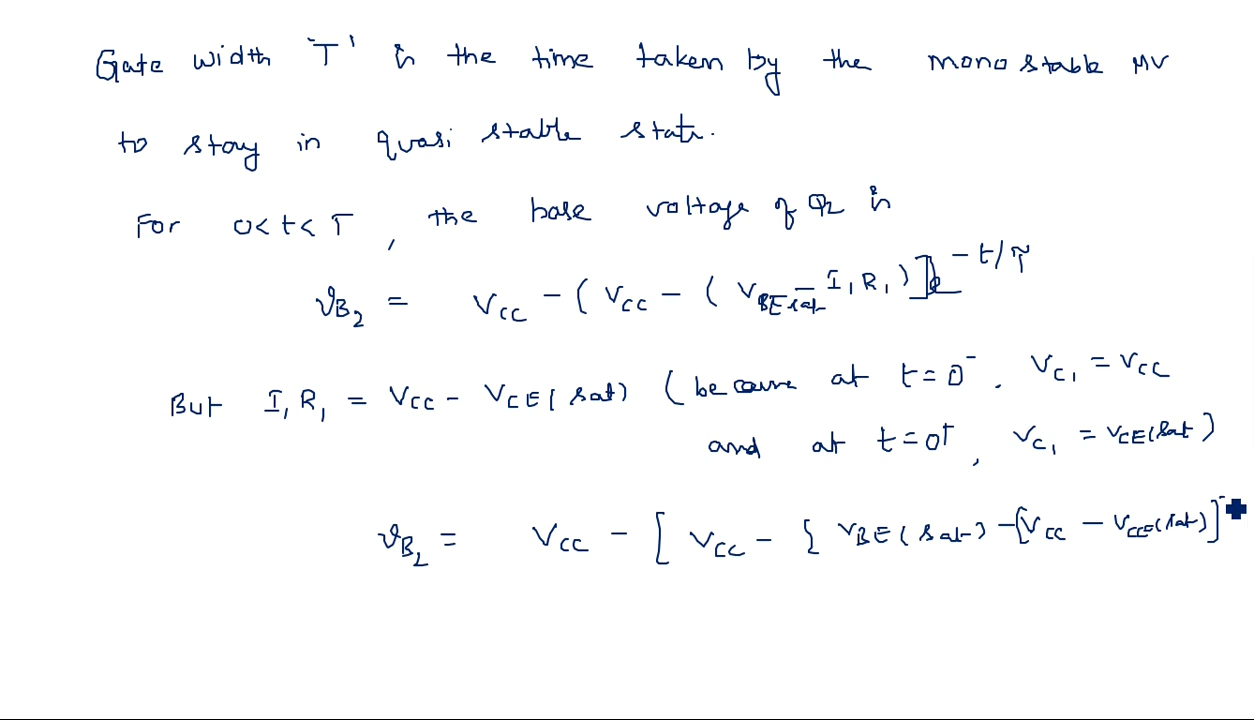 Gate width 'T' is the time taken by the monostable MV
to stay in quasi stable state.
For 0<t<T, the base voltage of Q2 is
vB2 = VCC - (VCC - (VBE sat - I1R1)]e -t/τ
But I1R1 = VCC - VCE(sat) (because at t=0-, VC1 = VCC
and at t=0+, VC1 = VCE(sat)
vB2 = VCC - [VCC - {VBE(sat) - [VCC - VCE(sat)]